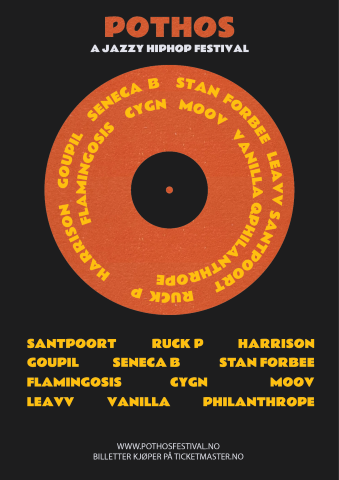 POTHOS
A JAZZY HIPHOP FESTIVAL
HARRISON GOUPIL SENECA B STAN FORBEE LEAVV SANTPOORT RUCK P
FLAMINGOSIS CYGN MOOV VANILLA @PHILANTHROPE
SANTPOORT RUCK P HARRISON
GOUPIL SENECA B STAN FORBEE
FLAMINGOSIS CYGN MOOV
LEAVV VANILLA PHILANTHROPE
WWW.POTHOSFESTIVAL.NO
BILLETTER KJØPER PÅ TICKETMASTER.NO